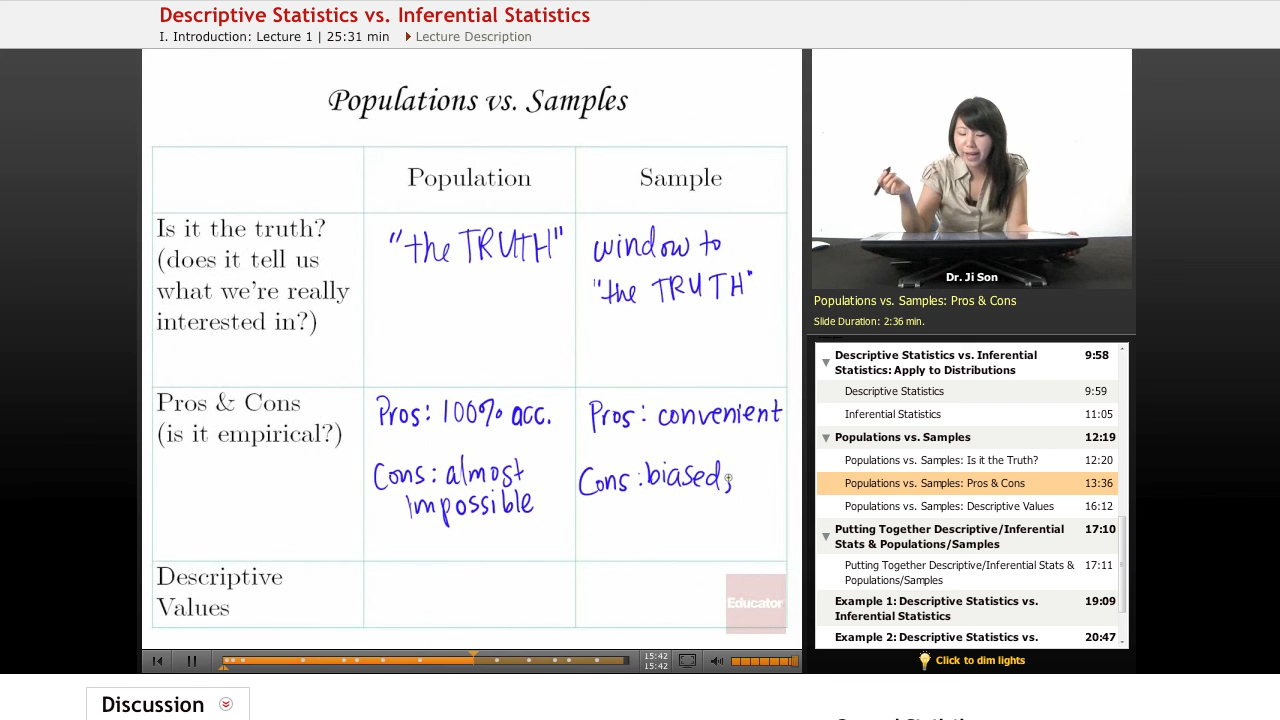 Descriptive Statistics vs. Inferential Statistics
I. Introduction: Lecture 1 | 25:31 min Lecture Description
Populations vs. Samples
Population Sample
Is it the truth?
(does it tell us
what we're really
interested in?)
"the TRUTH"
window to
"the TRUTH"
Pros & Cons
(is it empirical?)
Pros: 100% acc.
Cons: almost
impossible
Pros: convenient
Cons: biased;
Descriptive
Values
Educator
Dr. Ji Son
Populations vs. Samples: Pros & Cons
Slide Duration: 2:36 min.
Descriptive Statistics vs. Inferential 9:58
Statistics: Apply to Distributions
Descriptive Statistics 9:59
Inferential Statistics 11:05
Populations vs. Samples 12:19
Populations vs. Samples: Is it the Truth? 12:20
Populations vs. Samples: Pros & Cons 13:36
Populations vs. Samples: Descriptive Values 16:12
Putting Together Descriptive/Inferential 17:10
Stats & Populations/Samples
Putting Together Descriptive/Inferential Stats & 17:11
Populations/Samples
Example 1: Descriptive Statistics vs. 19:09
Inferential Statistics
Example 2: Descriptive Statistics vs. 20:47
15:42
15:42
Click to dim lights
Discussion